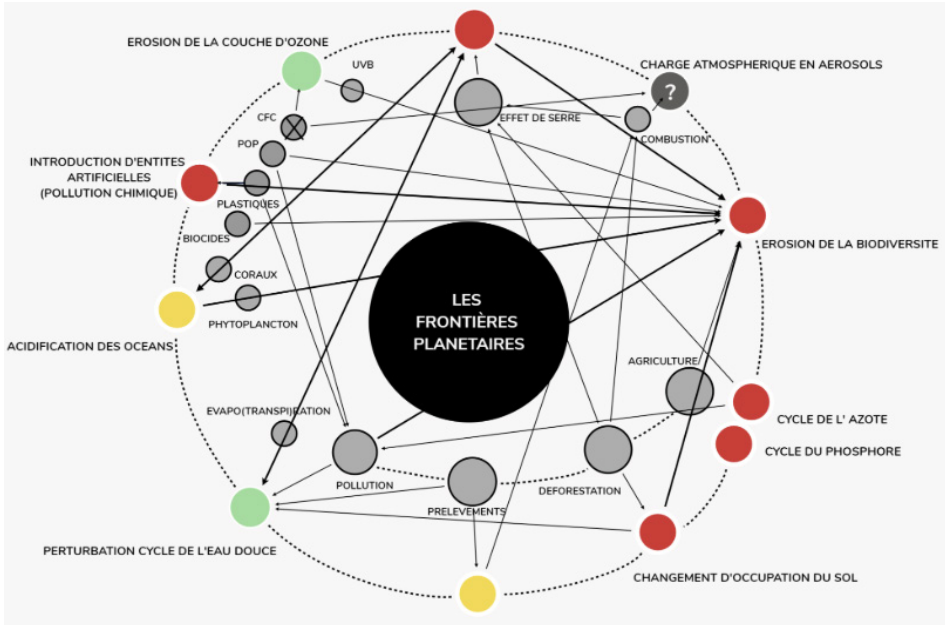 EROSION DE LA COUCHE D'OZONE
UVB
CHARGE ATMOSPHERIQUE EN AEROSOLS
?
EFFET DE SERRE
CFC
COMBUSTION
POP
INTRODUCTION D'ENTITES
ARTIFICIELLES
(POLLUTION CHIMIQUE)
PLASTIQUES
BIOCIDES
EROSION DE LA BIODIVERSITE
CORAUX
PHYTOPLANCTON
LES
FRONTIÈRES
PLANETAIRES
ACIDIFICATION DES OCEANS
AGRICULTURE
EVAPO(TRANSPI)RATION
CYCLE DE L' AZOTE
CYCLE DU PHOSPHORE
POLLUTION
DEFORESTATION
PRELEVEMENTS
PERTURBATION CYCLE DE L'EAU DOUCE
CHANGEMENT D'OCCUPATION DU SOL